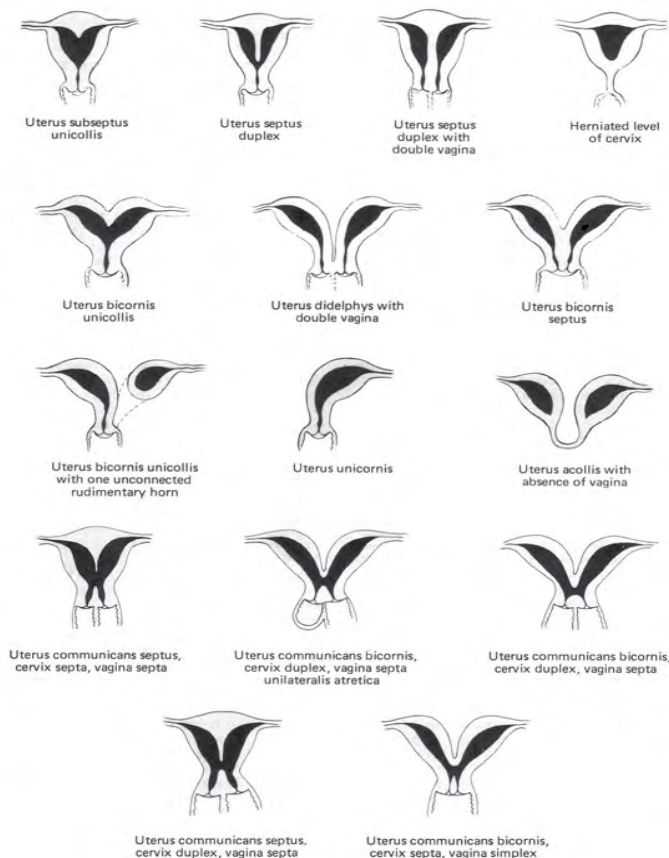 Uterus subseptus
unicollis
Uterus septus
duplex
Uterus septus
duplex with
double vagina
Herniated level
of cervix
Uterus bicornis
unicollis
Uterus didelphys with
double vagina
Uterus bicornis
septus
Uterus bicornis unicollis
with one unconnected
rudimentary horn
Uterus unicornis
Uterus acollis with
absence of vagina
Uterus communicans septus,
cervix septa, vagina septa
Uterus communicans bicornis,
cervix duplex, vagina septa
unilateralis atretica
Uterus communicans bicornis,
cervix duplex, vagina septa
Uterus communicans septus,
cervix duplex, vagina septa
Uterus communicans bicornis,
cervix septa, vagina simplex